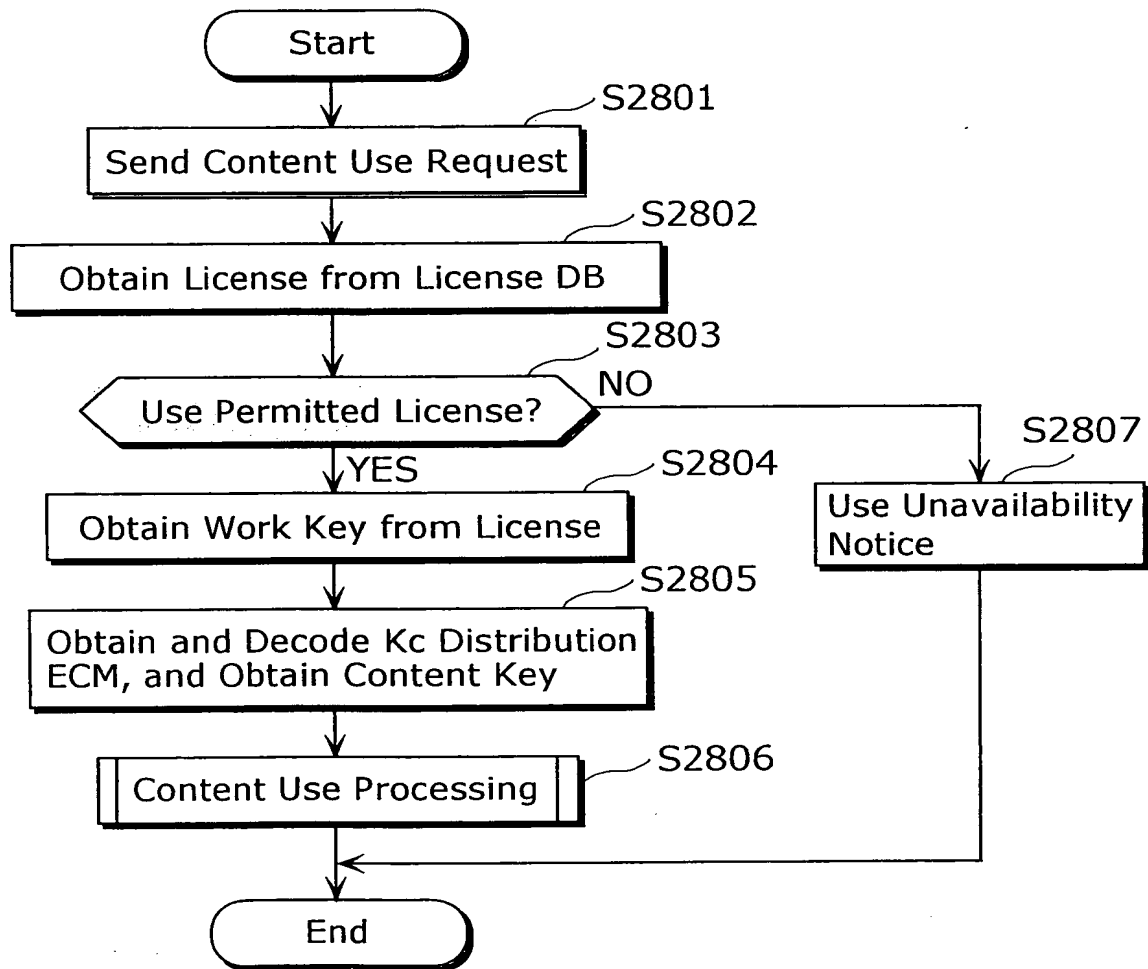 Start
S2801
Send Content Use Request
S2802
Obtain License from License DB
S2803
Use Permitted License?
NO
YES
S2804
Obtain Work Key from License
S2807
Use Unavailability
Notice
S2805
Obtain and Decode Kc Distribution
ECM, and Obtain Content Key
S2806
Content Use Processing
End